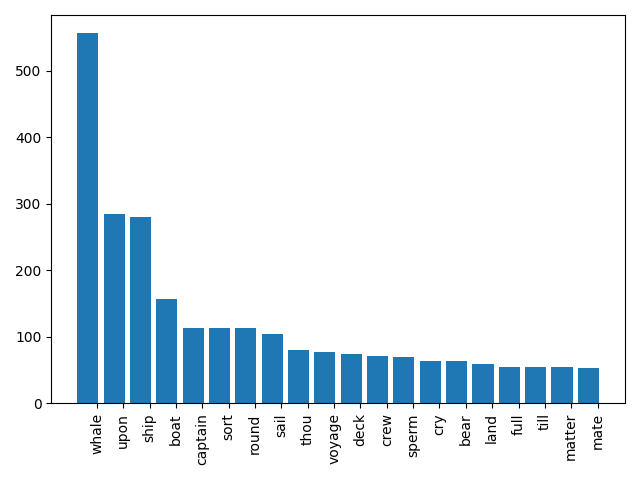 500
400
300
200
100
0
whale
upon
ship
boat
captain
sort
round
sail
thou
voyage
deck
crew
sperm
cry
bear
land
full
till
matter
mate